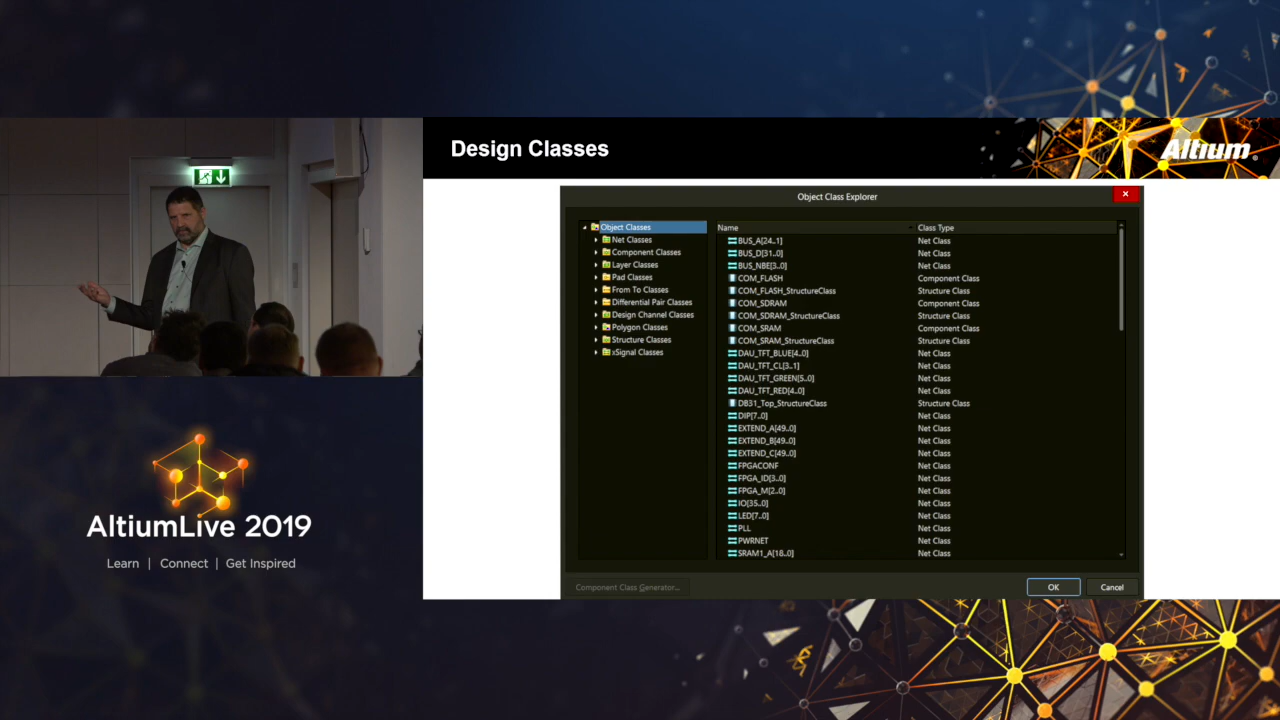 Design Classes
Altium
Object Class Explorer
Object Classes
Net Classes
Component Classes
Layer Classes
Pad Classes
From To Classes
Differential Pair Classes
Design Channel Classes
Polygon Classes
Structure Classes
xSignal Classes
Name Class Type
BUS_A[24..1] Net Class
BUS_D[31..0] Net Class
BUS_NBE[3..0] Net Class
COM_FLASH Component Class
COM_FLASH_StructureClass Structure Class
COM_SDRAM Component Class
COM_SDRAM_StructureClass Structure Class
COM_SRAM Component Class
COM_SRAM_StructureClass Structure Class
DAU_TFT_BLUE[4..0] Net Class
DAU_TFT_CL[3..1] Net Class
DAU_TFT_GREEN[5..0] Net Class
DAU_TFT_RED[4..0] Net Class
DB31_Top_StructureClass Structure Class
DIP[7..0] Net Class
EXTEND_A[49..0] Net Class
EXTEND_B[49..0] Net Class
EXTEND_C[49..0] Net Class
FPGACONF Net Class
FPGA_ID[3..0] Net Class
FPGA_M[2..0] Net Class
IO[35..0] Net Class
LED[7..0] Net Class
PLL Net Class
PWRNET Net Class
SRAM1_A[18..0] Net Class
Component Class Generator...
OK
Cancel
AltiumLive 2019
Learn | Connect | Get Inspired